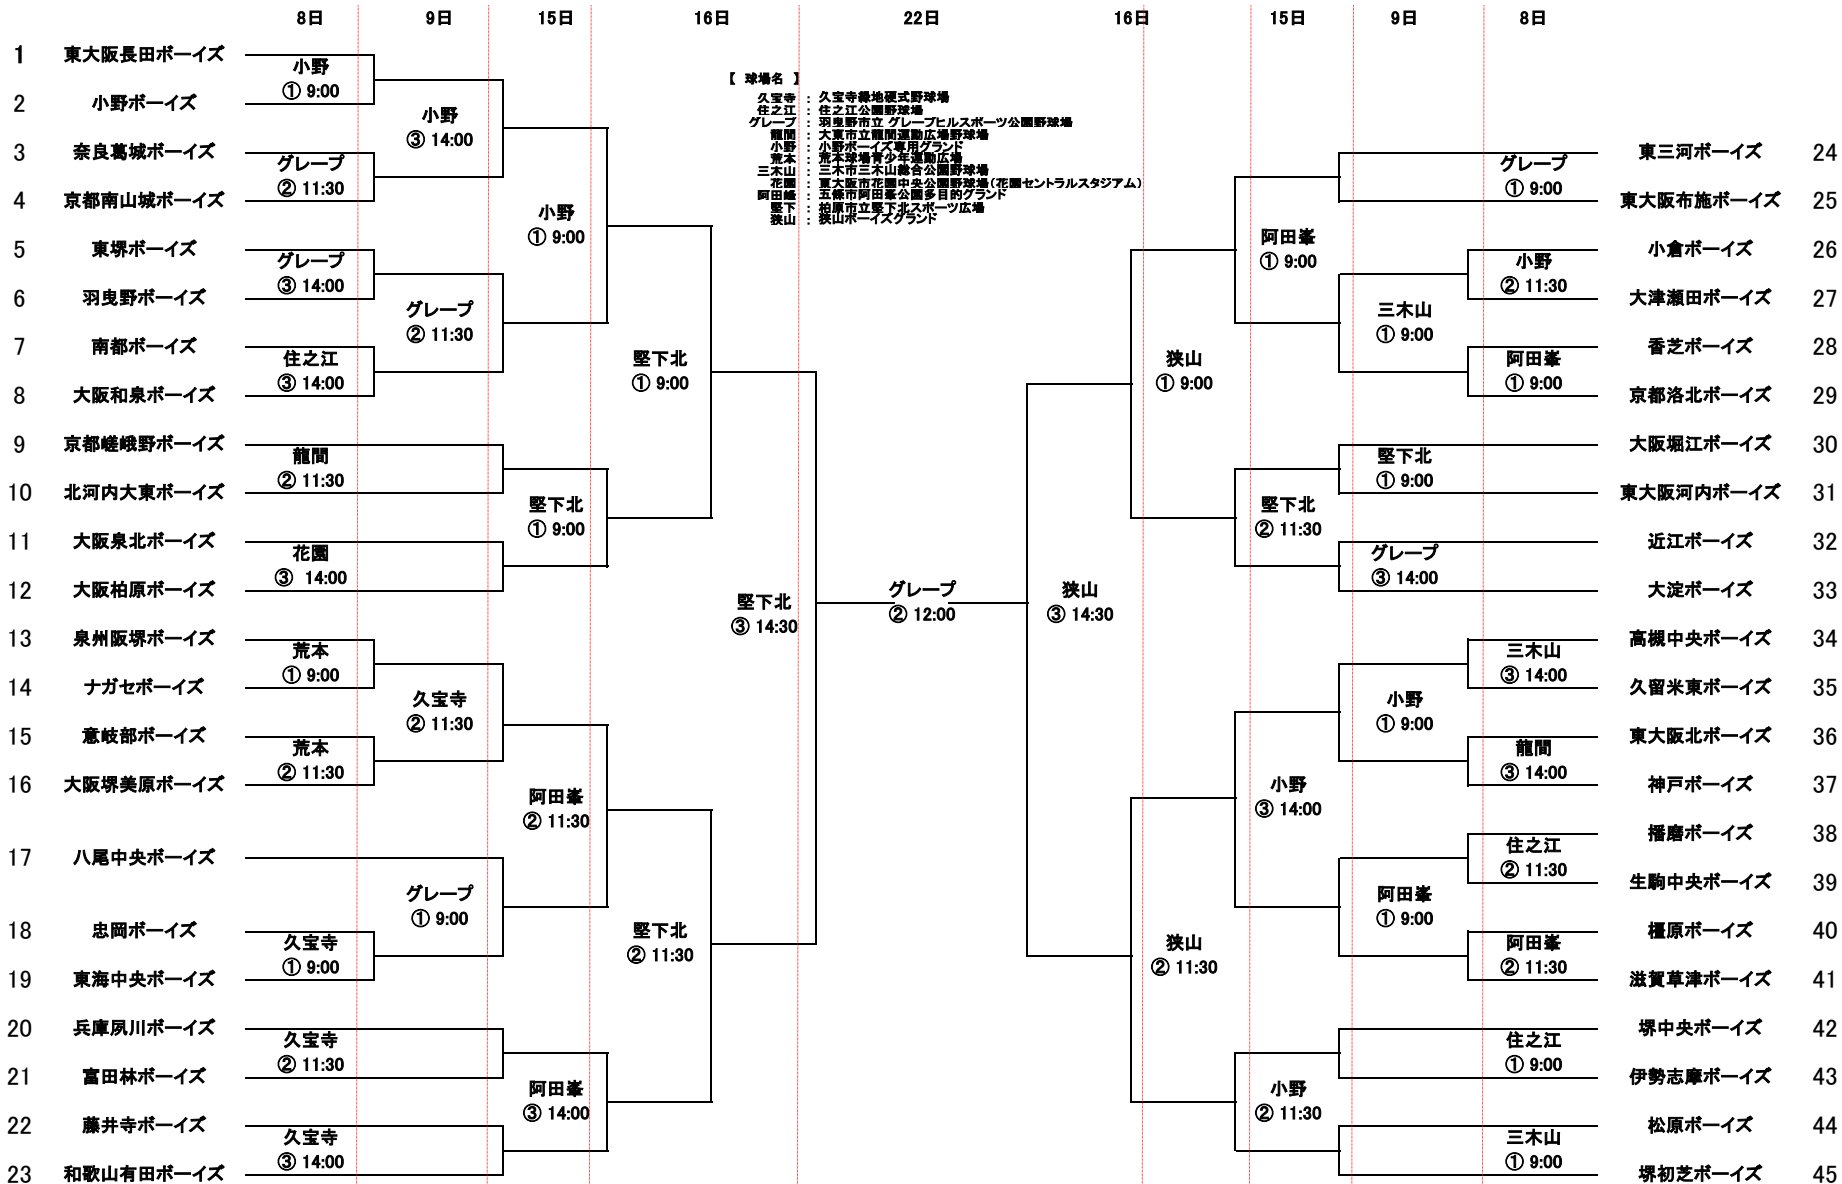 8日 9日 15日 16日 22日 16日 15日 9日 8日
【 球場名 】
久宝寺 : 久宝寺緑地硬式野球場
住之江 : 住之江公園野球場
グレープ : 羽曳野市立 グレープヒルスポーツ公園野球場
龍間 : 大東市立龍間運動広場野球場
小野 : 小野ボーイズ専用グランド
荒本 : 荒本球場青少年運動広場
三木山 : 三木市三木山総合公園野球場
花園 : 東大阪市花園中央公園野球場(花園セントラルスタジアム)
阿田峰 : 五條市阿田峯公園多目的グランド
堅下 : 柏原市立堅下北スポーツ広場
狭山 : 狭山ボーイズグランド
1 東大阪長田ボーイズ
小野
① 9:00
2 小野ボーイズ
小野
③ 14:00
3 奈良葛城ボーイズ
グレープ
② 11:30
4 京都南山城ボーイズ
小野
① 9:00
5 東堺ボーイズ
グレープ
③ 14:00
6 羽曳野ボーイズ
グレープ
② 11:30
7 南都ボーイズ
住之江
③ 14:00
8 大阪和泉ボーイズ
堅下北
① 9:00
9 京都嵯峨野ボーイズ
龍間
② 11:30
10 北河内大東ボーイズ
堅下北
① 9:00
11 大阪泉北ボーイズ
花園
③ 14:00
12 大阪柏原ボーイズ
堅下北
③ 14:30
13 泉州阪堺ボーイズ
荒本
① 9:00
14 ナガセボーイズ
久宝寺
② 11:30
15 意岐部ボーイズ
荒本
② 11:30
16 大阪堺美原ボーイズ
阿田峯
② 11:30
17 八尾中央ボーイズ
グレープ
① 9:00
18 忠岡ボーイズ
久宝寺
① 9:00
19 東海中央ボーイズ
堅下北
② 11:30
20 兵庫夙川ボーイズ
久宝寺
② 11:30
21 富田林ボーイズ
阿田峯
③ 14:00
22 藤井寺ボーイズ
久宝寺
③ 14:00
23 和歌山有田ボーイズ
グレープ
② 12:00
東三河ボーイズ 24
グレープ
① 9:00
東大阪布施ボーイズ 25
阿田峯
① 9:00
小倉ボーイズ 26
小野
② 11:30
大津瀬田ボーイズ 27
三木山
① 9:00
香芝ボーイズ 28
阿田峯
① 9:00
京都洛北ボーイズ 29
狭山
① 9:00
大阪堀江ボーイズ 30
堅下北
① 9:00
東大阪河内ボーイズ 31
堅下北
② 11:30
近江ボーイズ 32
グレープ
③ 14:00
大淀ボーイズ 33
狭山
③ 14:30
高槻中央ボーイズ 34
三木山
③ 14:00
久留米東ボーイズ 35
小野
① 9:00
東大阪北ボーイズ 36
龍間
③ 14:00
神戸ボーイズ 37
小野
③ 14:00
播磨ボーイズ 38
住之江
② 11:30
生駒中央ボーイズ 39
阿田峯
① 9:00
橿原ボーイズ 40
阿田峯
② 11:30
滋賀草津ボーイズ 41
狭山
② 11:30
堺中央ボーイズ 42
住之江
① 9:00
伊勢志摩ボーイズ 43
小野
② 11:30
松原ボーイズ 44
三木山
① 9:00
堺初芝ボーイズ 45